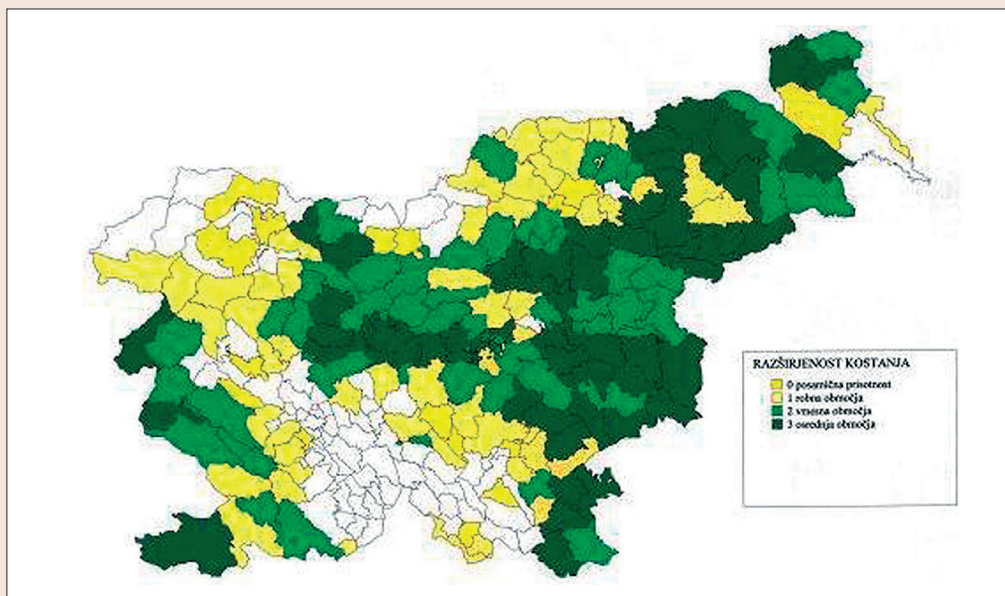 RAZŠIRJENOST KOSTANJA
0 posamična prisotnost
1 robna območja
2 vmesna območja
3 osrednja območja